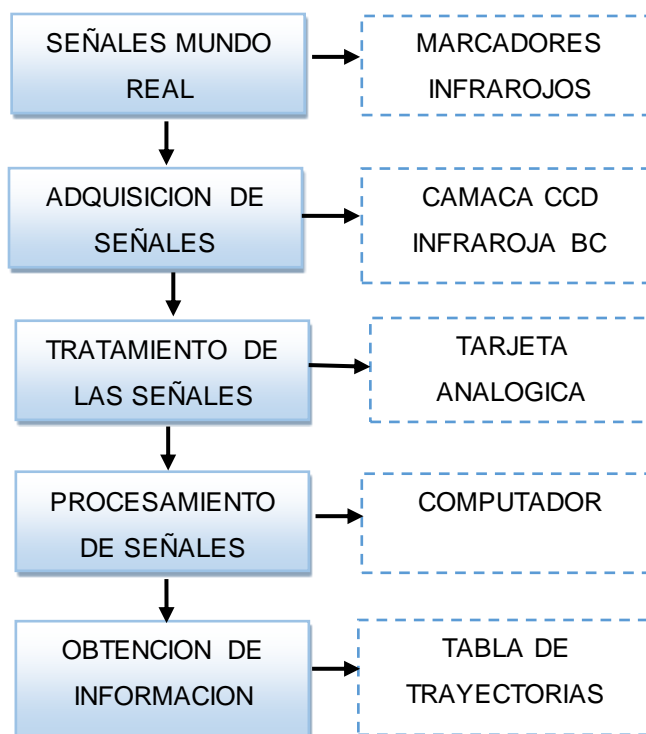 SEÑALES MUNDO
REAL
MARCADORES
INFRAROJOS
ADQUISICION DE
SEÑALES
CAMACA CCD
INFRAROJA BC
TRATAMIENTO DE
LAS SEÑALES
TARJETA
ANALOGICA
PROCESAMIENTO
DE SEÑALES
COMPUTADOR
OBTENCION DE
INFORMACION
TABLA DE
TRAYECTORIAS